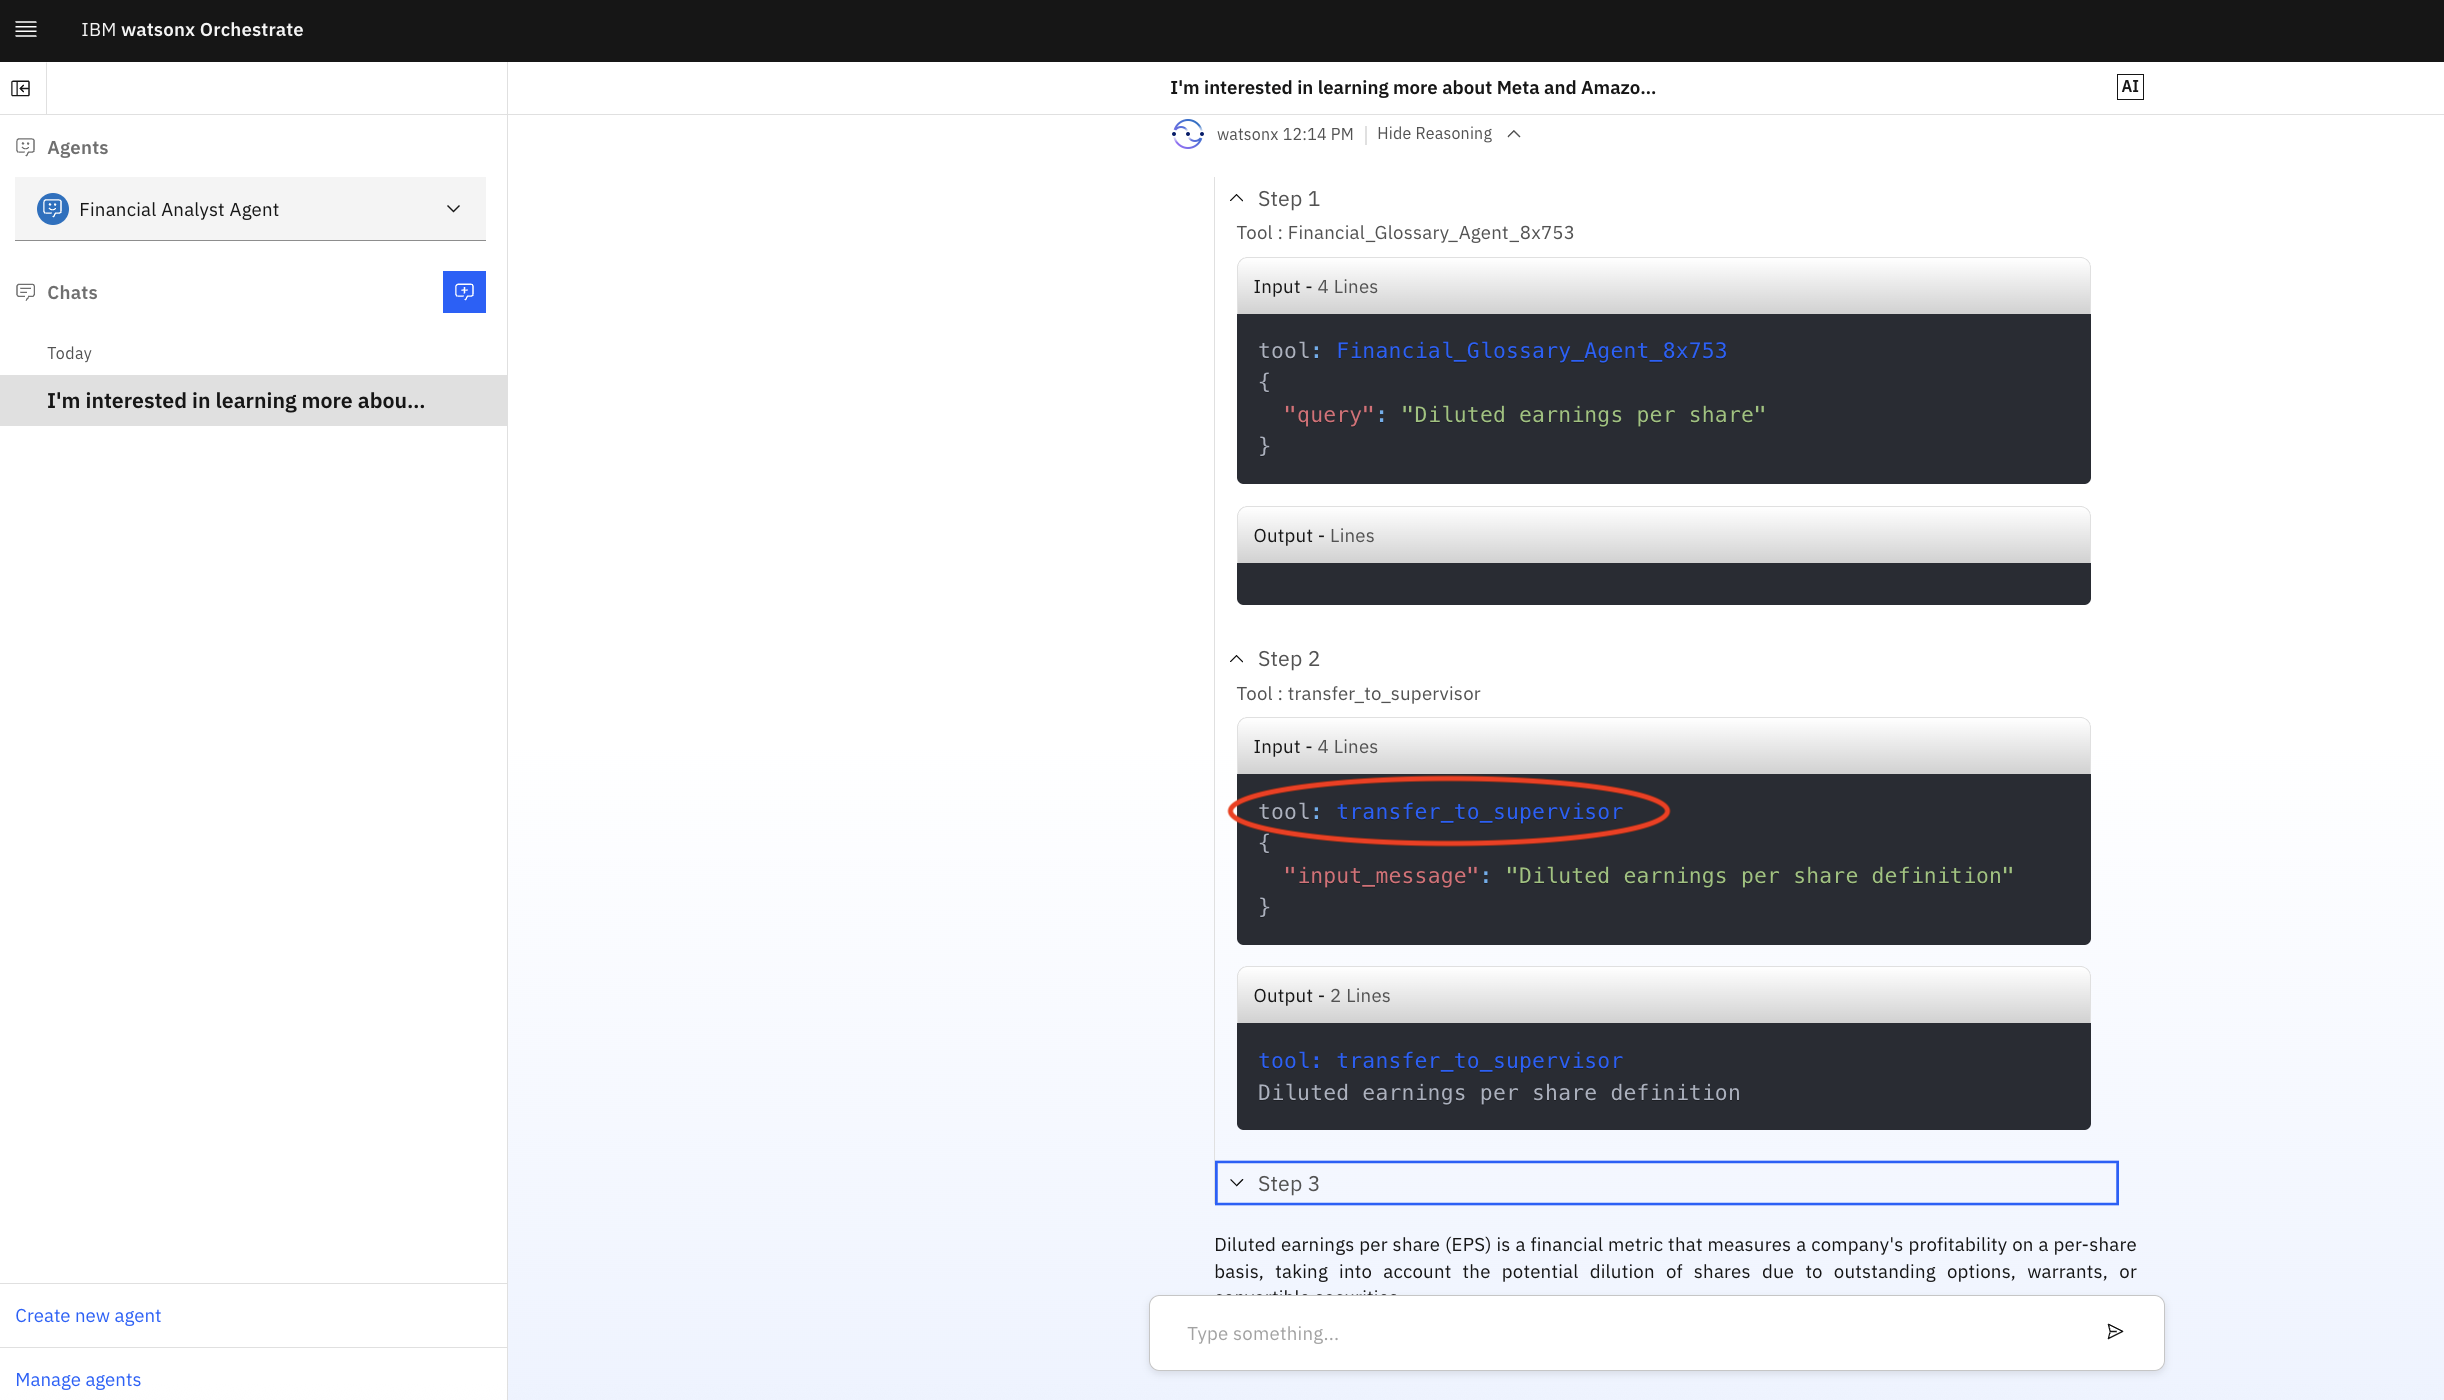 IBM watsonx Orchestrate
I'm interested in learning more about Meta and Amazo...
AI
Agents
Financial Analyst Agent
Chats
Today
I'm interested in learning more abou...
Create new agent
Manage agents
watsonx 12:14 PM | Hide Reasoning
Step 1
Tool : Financial_Glossary_Agent_8x753
Input - 4 Lines
tool: Financial_Glossary_Agent_8x753
{
"query": "Diluted earnings per share"
}
Output - Lines
Step 2
Tool : transfer_to_supervisor
Input - 4 Lines
tool: transfer_to_supervisor
{
"input_message": "Diluted earnings per share definition"
}
Output - 2 Lines
tool: transfer_to_supervisor
Diluted earnings per share definition
Step 3
Diluted earnings per share (EPS) is a financial metric that measures a company's profitability on a per-share
basis, taking into account the potential dilution of shares due to outstanding options, warrants, or
Type something...